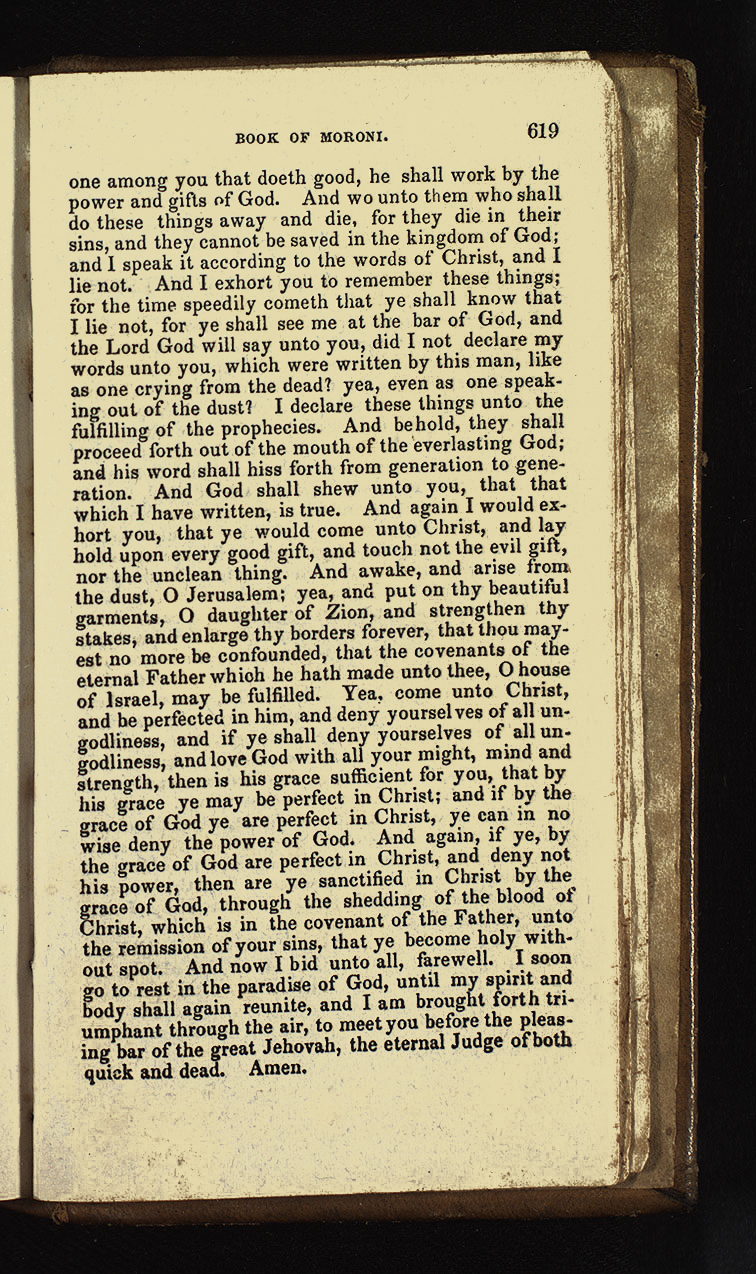 BOOK OF MORONI. 619
one among you that doeth good, he shall work by the
power and gifts of God. And wo unto them who shall
do these things away and die, for they die in their
sins, and they cannot be saved in the kingdom of God;
and I speak it according to the words of Christ, and I
lie not. And I exhort you to remember these things;
for the time speedily cometh that ye shall know that
I lie not, for ye shall see me at the bar of God, and
the Lord God will say unto you, did I not declare my
words unto you, which were written by this man, like
as one crying from the dead? yea, even as one speak-
ing out of the dust? I declare these things unto the
fulfilling of the prophecies. And behold, they shall
proceed forth out of the mouth of the everlasting God;
and his word shall hiss forth from generation to gene-
ration. And God shall shew unto you, that that
which I have written, is true. And again I would ex-
hort you, that ye would come unto Christ, and lay
hold upon every good gift, and touch not the evil gift,
nor the unclean thing. And awake, and arise from
the dust, O Jerusalem; yea, and put on thy beautiful
garments, O daughter of Zion, and strengthen thy
stakes, and enlarge thy borders forever, that thou may-
est no more be confounded, that the covenants of the
eternal Father which he hath made unto thee, O house
of Israel, may be fulfilled. Yea, come unto Christ,
and be perfected in him, and deny yourselves of all un-
godliness, and if ye shall deny yourselves of all un-
godliness, and love God with all your might, mind and
strength, then is his grace sufficient for you, that by
his grace ye may be perfect in Christ; and if by the
grace of God ye are perfect in Christ, ye can in no
wise deny the power of God. And again, if ye, by
the grace of God are perfect in Christ, and deny not
his power, then are ye sanctified in Christ by the
grace of God, through the shedding of the blood of
Christ, which is in the covenant of the Father, unto
the remission of your sins, that ye become holy with-
out spot. And now I bid unto all, farewell. I soon
go to rest in the paradise of God, until my spirit and
body shall again reunite, and I am brought forth tri-
umphant through the air, to meet you before the pleas-
ing bar of the great Jehovah, the eternal Judge of both
quick and dead. Amen.